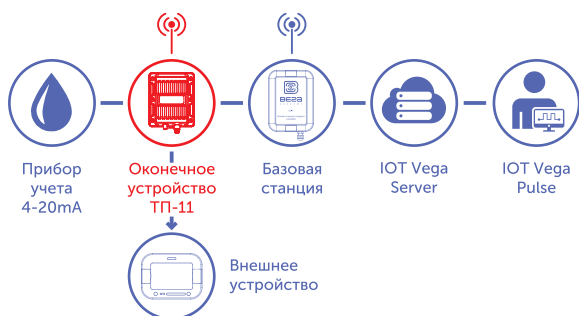 ВЕГА
Прибор
учета
4-20mA
Оконечное
устройство
ТП-11
Базовая
станция
IOT Vega
Server
IOT Vega
Pulse
Внешнее
устройство